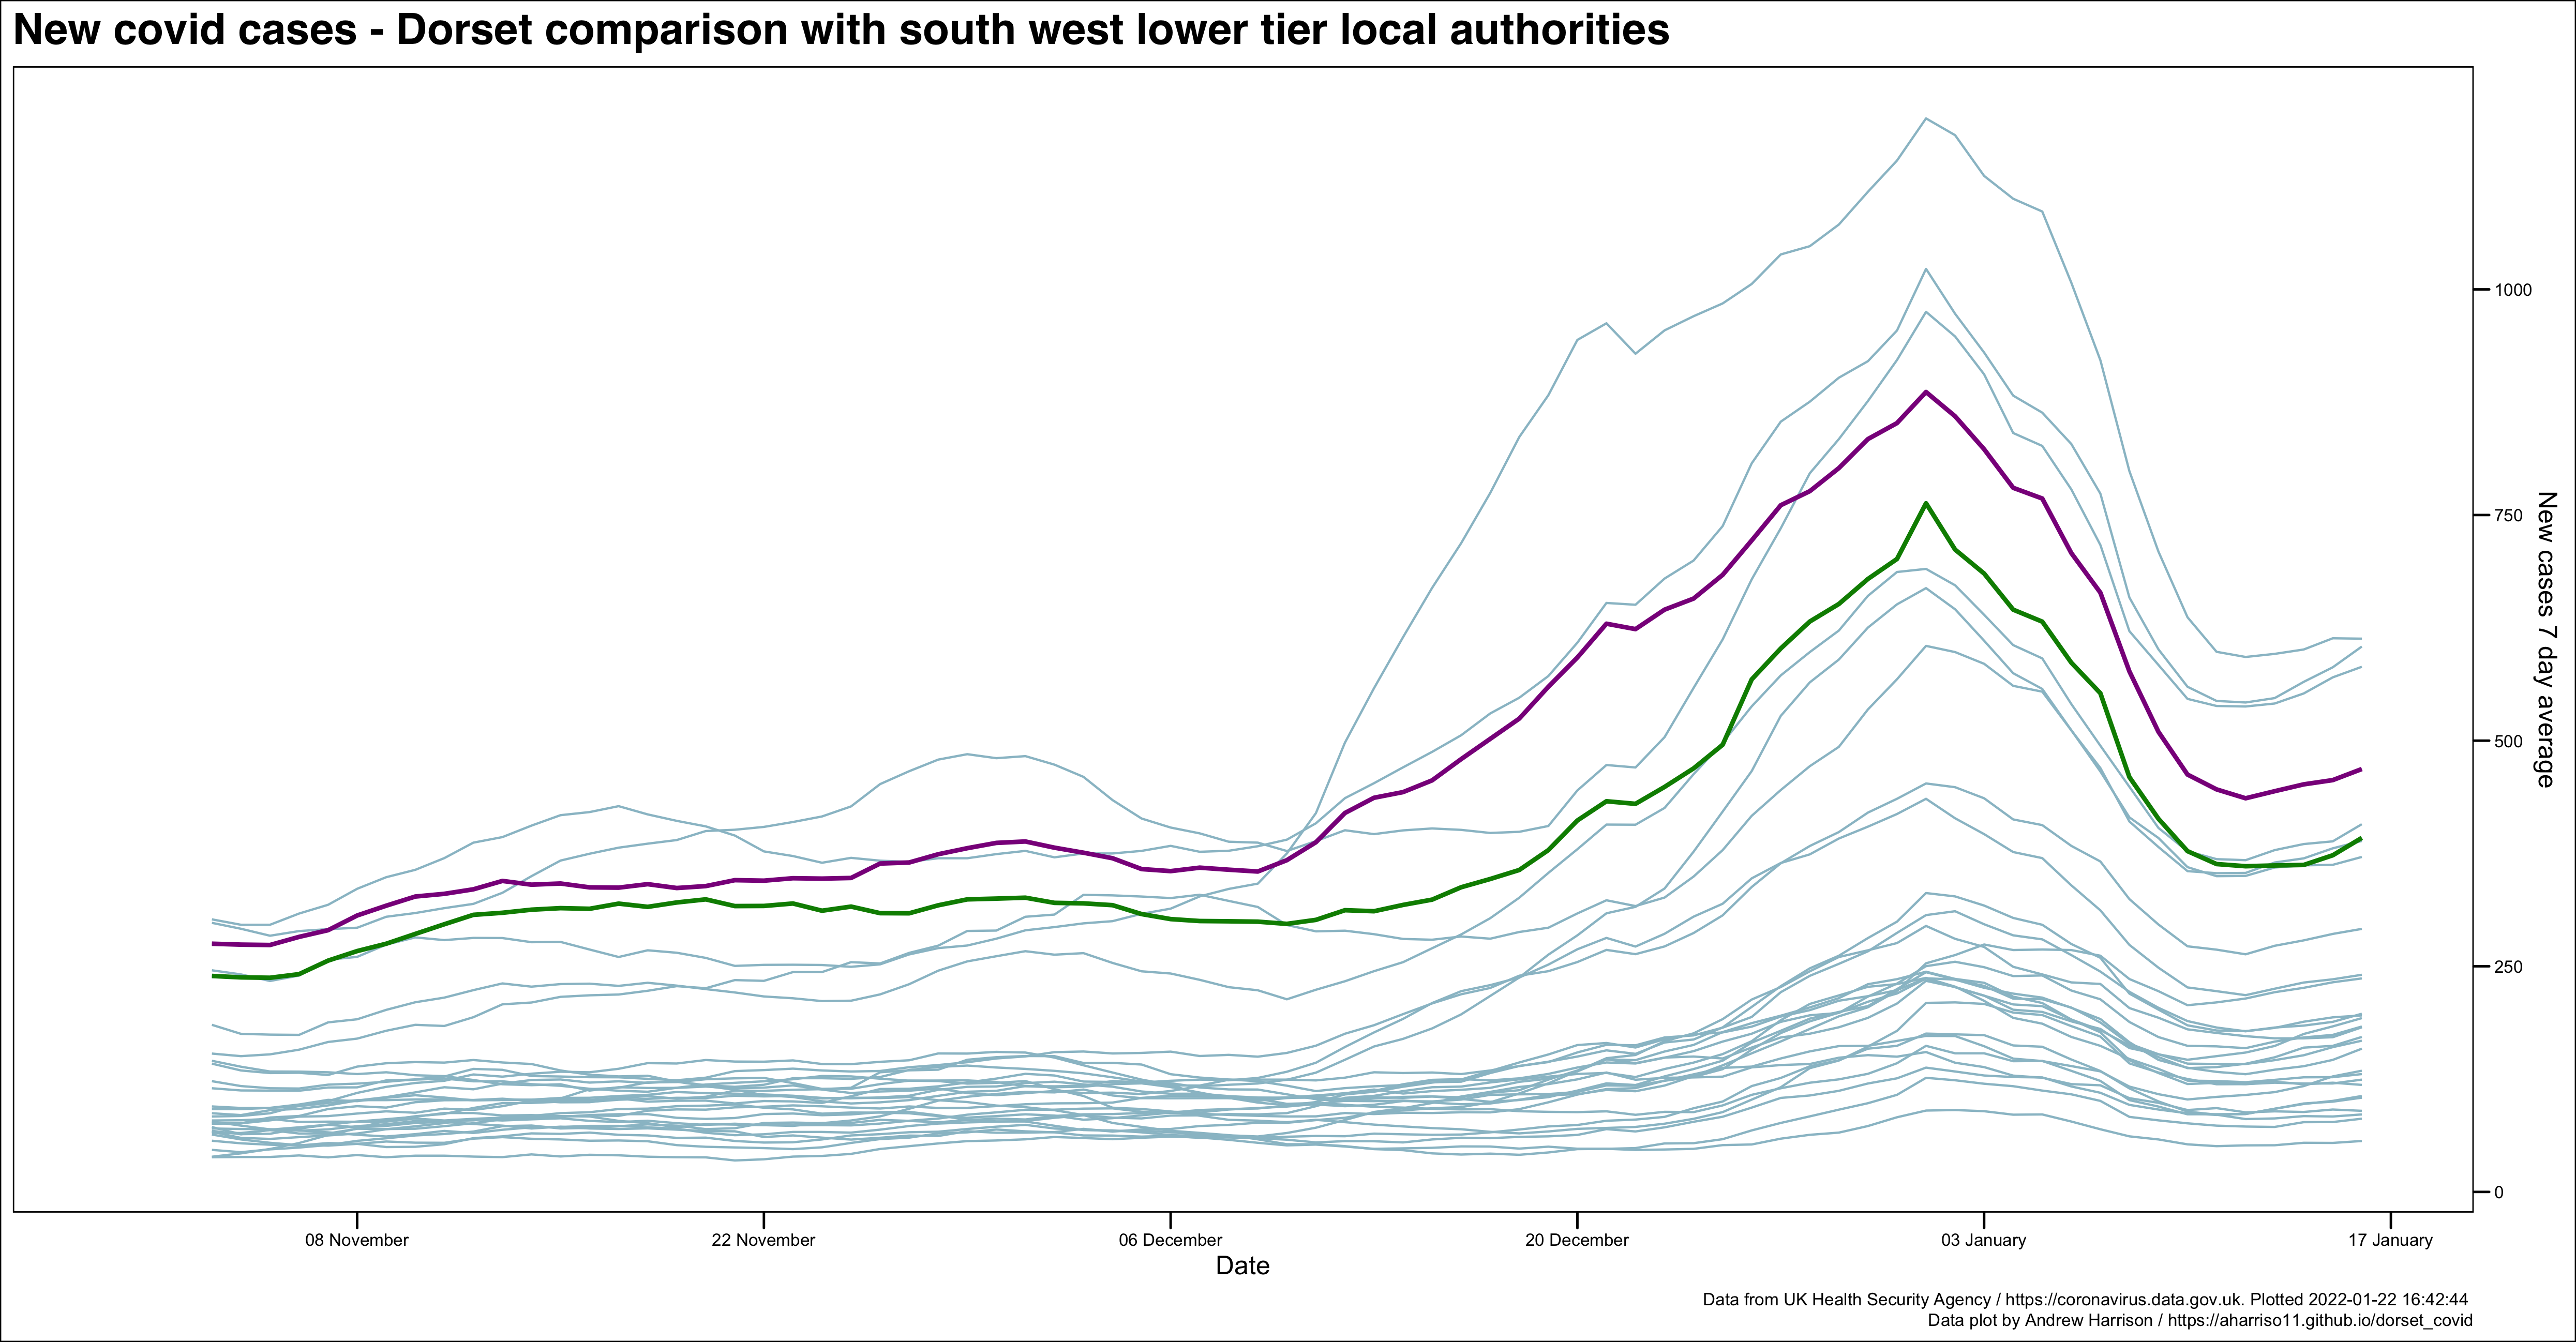 New covid cases - Dorset comparison with south west lower tier local authorities
1000
750
500
250
0
New cases 7 day average
08 November
22 November
06 December
20 December
03 January
17 January
Date
Data from UK Health Security Agency / https://coronavirus.data.gov.uk. Plotted 2022-01-22 16:42:44
Data plot by Andrew Harrison / https://aharriso11.github.io/dorset_covid